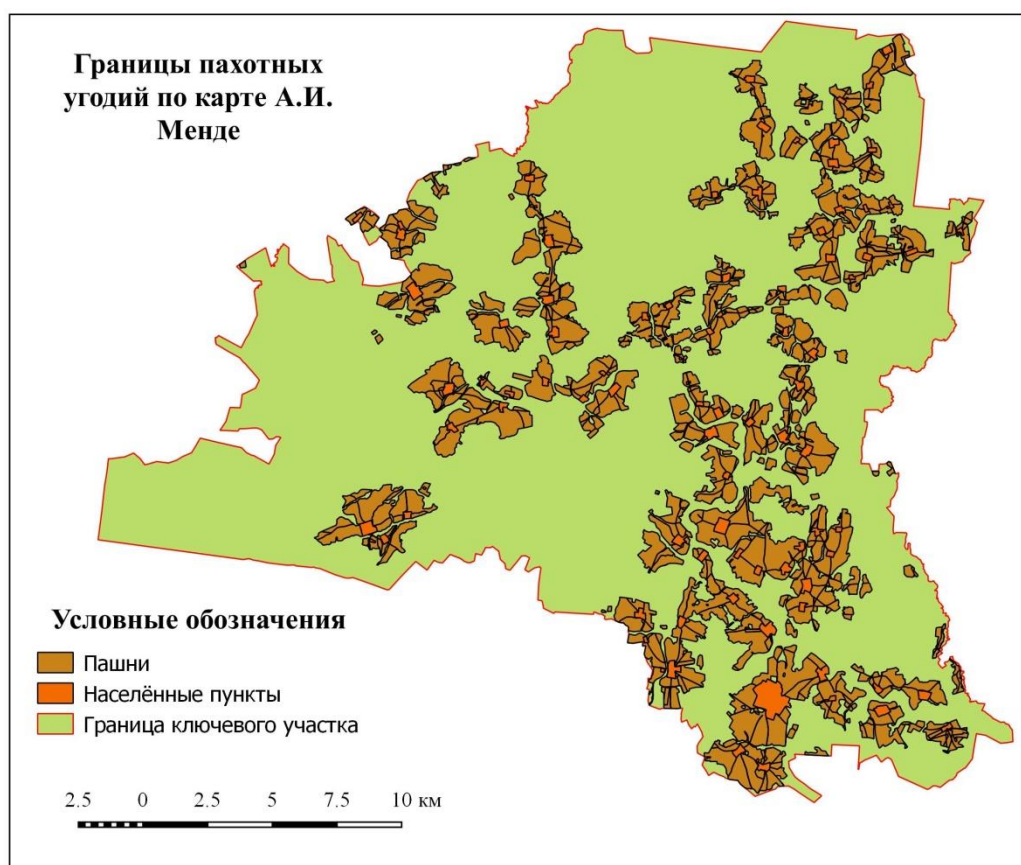 Границы пахотных
угодий по карте А.И.
Менде
Условные обозначения
Пашни
Населённые пункты
Граница ключевого участка
2.5 0 2.5 5 7.5 10 км